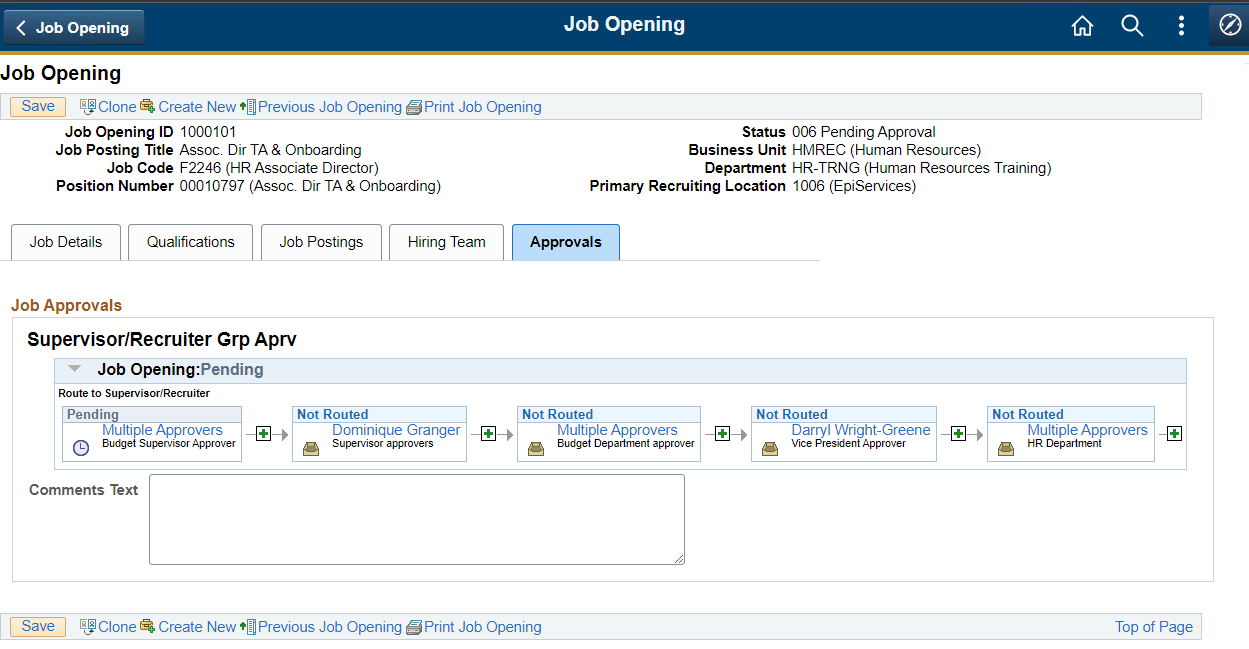 Job Opening
Job Opening
Job Opening
Save Clone Create New Previous Job Opening Print Job Opening
Job Opening ID 1000101 Status 006 Pending Approval
Job Posting Title Assoc. Dir TA & Onboarding Business Unit HMREC (Human Resources)
Job Code F2246 (HR Associate Director) Department HR-TRNG (Human Resources Training)
Position Number 00010797 (Assoc. Dir TA & Onboarding) Primary Recruiting Location 1006 (EpiServices)
Job Details Qualifications Job Postings Hiring Team Approvals
Job Approvals
Supervisor/Recruiter Grp Aprv
Job Opening:Pending
Route to Supervisor/Recruiter
Pending
Multiple Approvers
Budget Supervisor Approver
Not Routed
Dominique Granger
Supervisor approvers
Not Routed
Multiple Approvers
Budget Department approver
Not Routed
Darryl Wright-Greene
Vice President Approver
Not Routed
Multiple Approvers
HR Department
Comments Text
Save Clone Create New Previous Job Opening Print Job Opening Top of Page